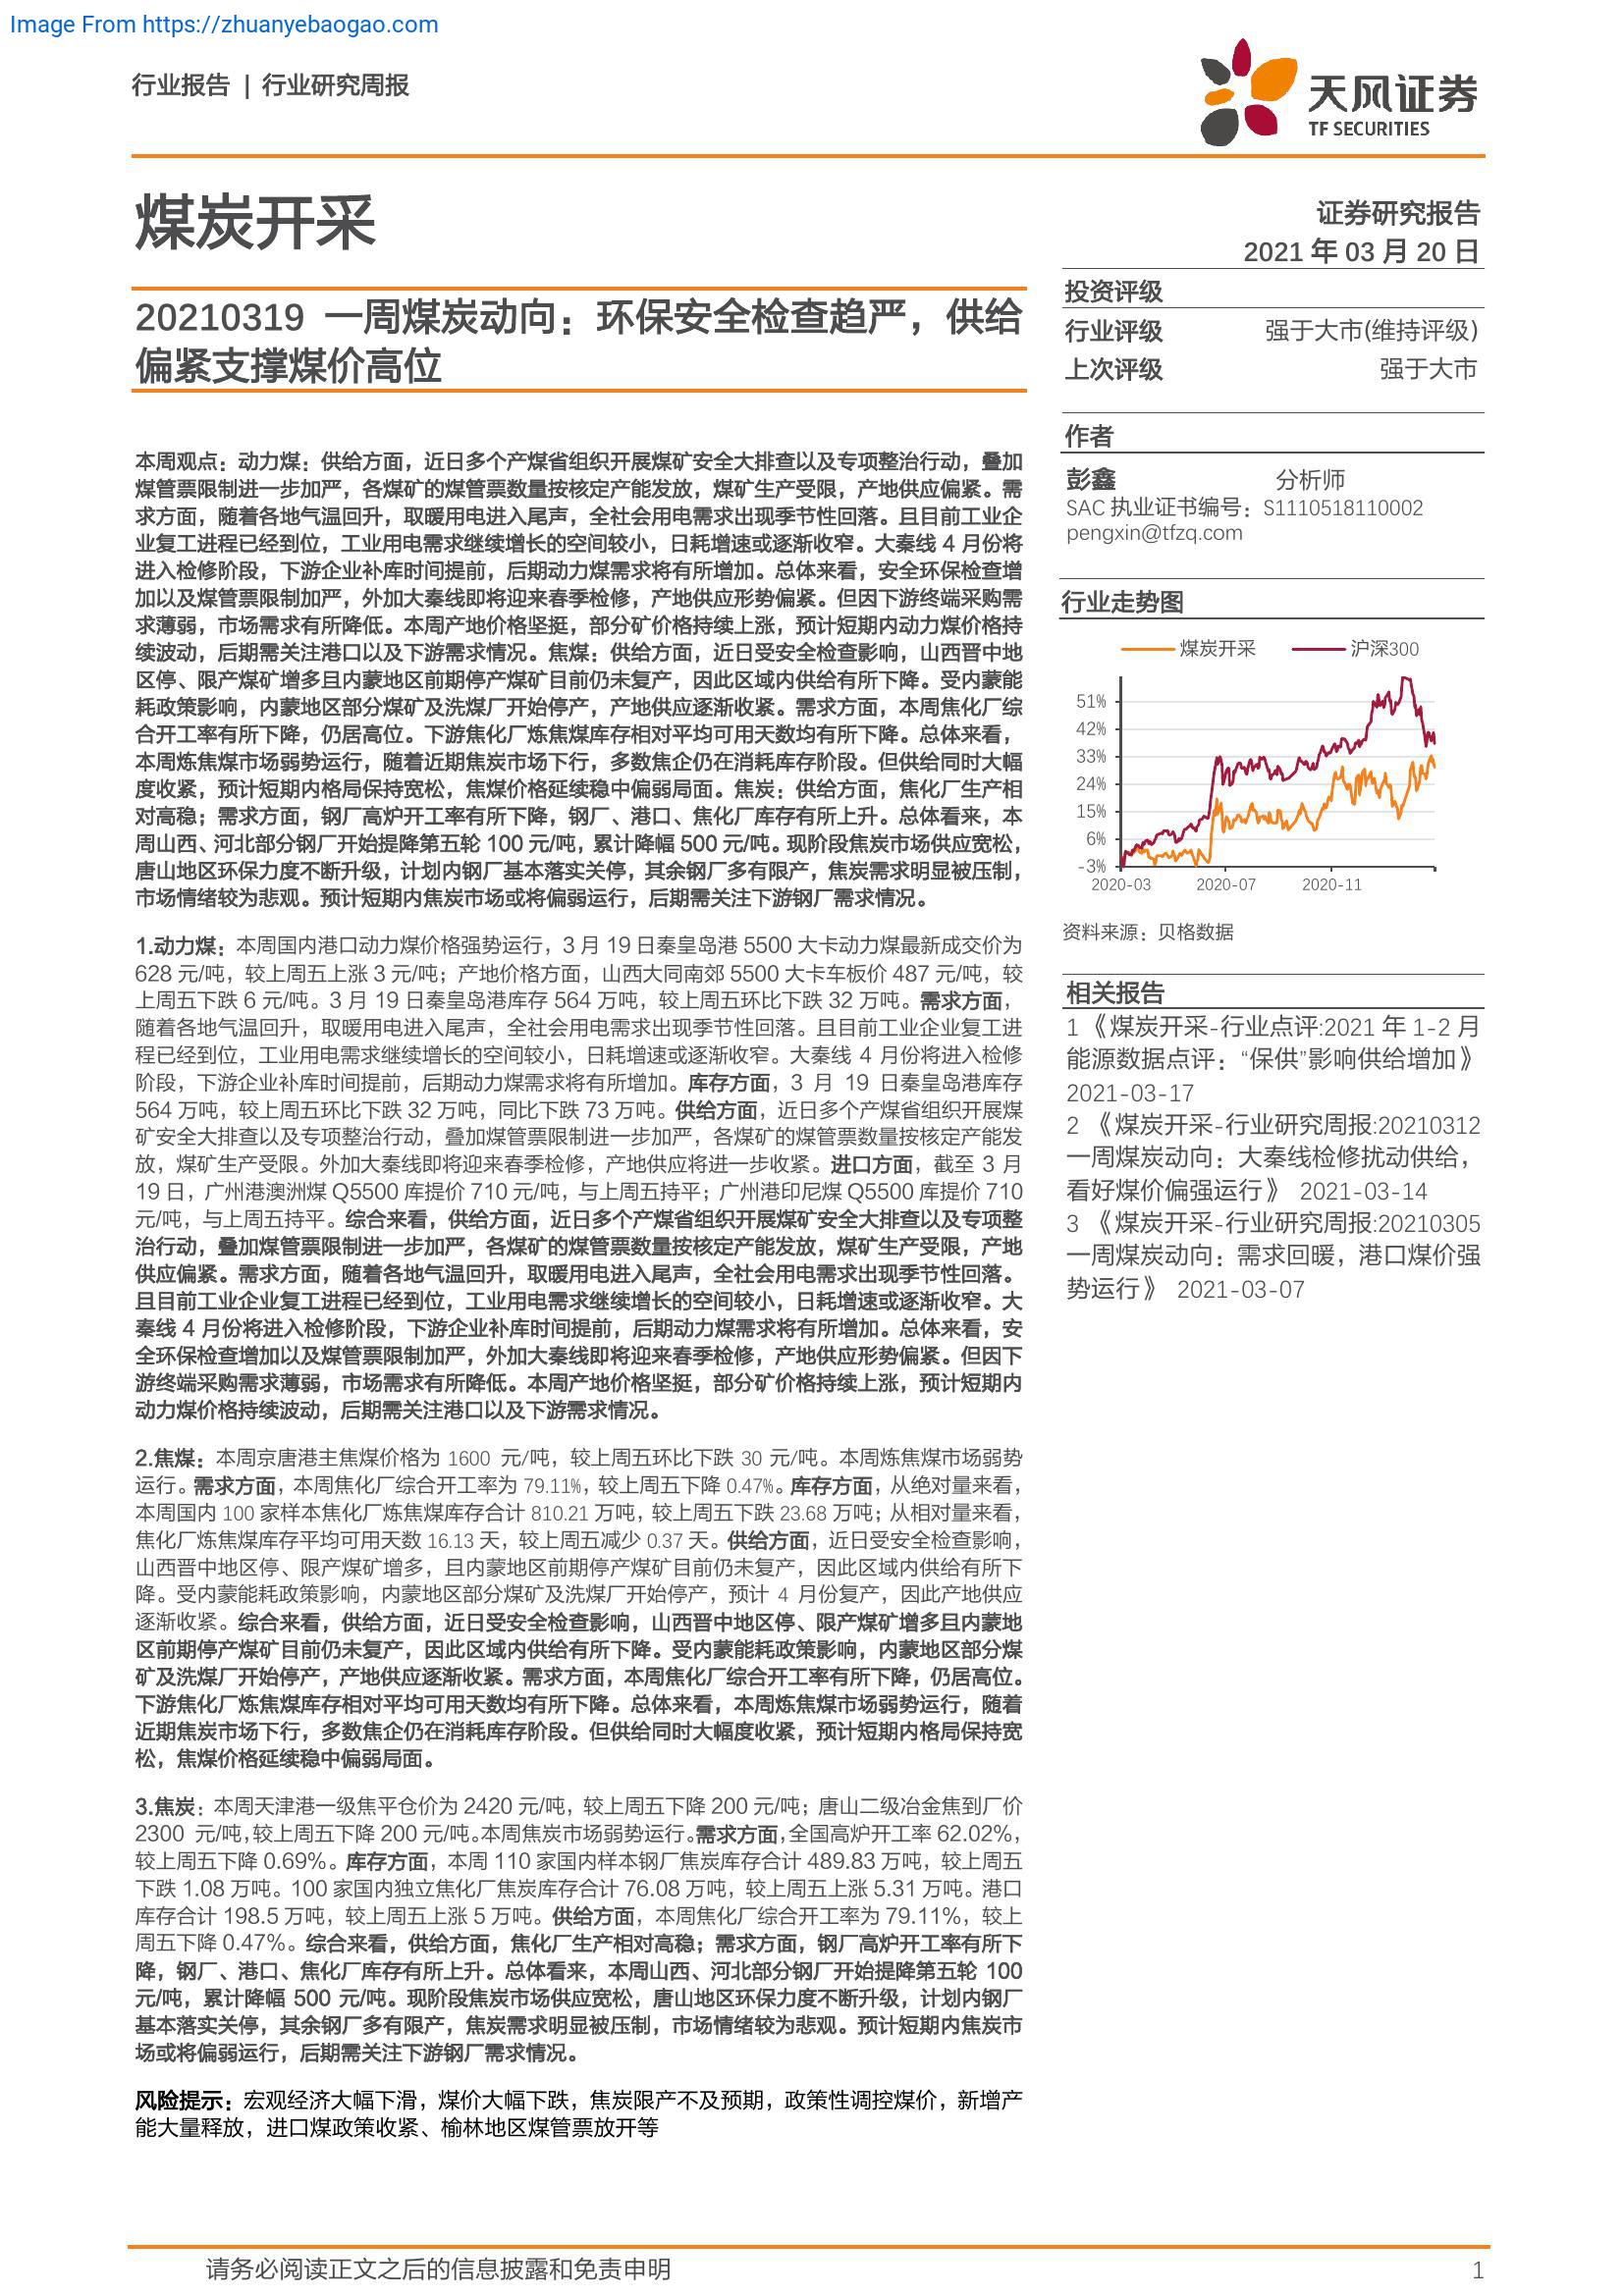 Image From https://zhuanyebaogao.com
行业报告 | 行业研究周报
天风证券
TF SECURITIES
煤炭开采
证券研究报告
2021 年 03 月 20 日
20210319 一周煤炭动向：环保安全检查趋严，供给
偏紧支撑煤价高位
投资评级
行业评级 强于大市(维持评级)
上次评级 强于大市
作者
彭鑫 分析师
SAC 执业证书编号：S1110518110002
pengxin@tfzq.com
行业走势图
煤炭开采 沪深300
51%
42%
33%
24%
15%
6%
-3%
2020-03 2020-07 2020-11
资料来源：贝格数据
相关报告
1 《煤炭开采-行业点评:2021 年 1-2 月
能源数据点评：“保供”影响供给增加》
2021-03-17
2 《煤炭开采-行业研究周报:20210312
一周煤炭动向：大秦线检修扰动供给，
看好煤价偏强运行》 2021-03-14
3 《煤炭开采-行业研究周报:20210305
一周煤炭动向：需求回暖，港口煤价强
势运行》 2021-03-07
本周观点：动力煤：供给方面，近日多个产煤省组织开展煤矿安全大排查以及专项整治行动，叠加
煤管票限制进一步加严，各煤矿的煤管票数量按核定产能发放，煤矿生产受限，产地供应偏紧。需
求方面，随着各地气温回升，取暖用电进入尾声，全社会用电需求出现季节性回落。且目前工业企
业复工进程已经到位，工业用电需求继续增长的空间较小，日耗增速或逐渐收窄。大秦线 4 月份将
进入检修阶段，下游企业补库时间提前，后期动力煤需求将有所增加。总体来看，安全环保检查增
加以及煤管票限制加严，外加大秦线即将迎来春季检修，产地供应形势偏紧。但因下游终端采购需
求薄弱，市场需求有所降低。本周产地价格坚挺，部分矿价格持续上涨，预计短期内动力煤价格持
续波动，后期需关注港口以及下游需求情况。焦煤：供给方面，近日受安全检查影响，山西晋中地
区停、限产煤矿增多且内蒙地区前期停产煤矿目前仍未复产，因此区域内供给有所下降。受内蒙能
耗政策影响，内蒙地区部分煤矿及洗煤厂开始停产，产地供应逐渐收紧。需求方面，本周焦化厂综
合开工率有所下降，仍居高位。下游焦化厂炼焦煤库存相对平均可用天数均有所下降。总体来看，
本周炼焦煤市场弱势运行，随着近期焦炭市场下行，多数焦企仍在消耗库存阶段。但供给同时大幅
度收紧，预计短期内格局保持宽松，焦煤价格延续稳中偏弱局面。焦炭：供给方面，焦化厂生产相
对高稳；需求方面，钢厂高炉开工率有所下降，钢厂、港口、焦化厂库存有所上升。总体看来，本
周山西、河北部分钢厂开始提降第五轮 100 元/吨，累计降幅 500 元/吨。现阶段焦炭市场供应宽松，
唐山地区环保力度不断升级，计划内钢厂基本落实关停，其余钢厂多有限产，焦炭需求明显被压制，
市场情绪较为悲观。预计短期内焦炭市场或将偏弱运行，后期需关注下游钢厂需求情况。
1.动力煤：本周国内港口动力煤价格强势运行，3 月 19 日秦皇岛港 5500 大卡动力煤最新成交价为
628 元/吨，较上周五上涨 3 元/吨；产地价格方面，山西大同南郊 5500 大卡车板价 487 元/吨，较
上周五下跌 6 元/吨。3 月 19 日秦皇岛港库存 564 万吨，较上周五环比下跌 32 万吨。需求方面，
随着各地气温回升，取暖用电进入尾声，全社会用电需求出现季节性回落。且目前工业企业复工进
程已经到位，工业用电需求继续增长的空间较小，日耗增速或逐渐收窄。大秦线 4 月份将进入检修
阶段，下游企业补库时间提前，后期动力煤需求将有所增加。库存方面，3 月 19 日秦皇岛港库存
564 万吨，较上周五环比下跌 32 万吨，同比下跌 73 万吨。供给方面，近日多个产煤省组织开展煤
矿安全大排查以及专项整治行动，叠加煤管票限制进一步加严，各煤矿的煤管票数量按核定产能发
放，煤矿生产受限。外加大秦线即将迎来春季检修，产地供应将进一步收紧。进口方面，截至 3 月
19 日，广州港澳洲煤 Q5500 库提价 710 元/吨，与上周五持平；广州港印尼煤 Q5500 库提价 710
元/吨，与上周五持平。综合来看，供给方面，近日多个产煤省组织开展煤矿安全大排查以及专项整
治行动，叠加煤管票限制进一步加严，各煤矿的煤管票数量按核定产能发放，煤矿生产受限，产地
供应偏紧。需求方面，随着各地气温回升，取暖用电进入尾声，全社会用电需求出现季节性回落。
且目前工业企业复工进程已经到位，工业用电需求继续增长的空间较小，日耗增速或逐渐收窄。大
秦线 4 月份将进入检修阶段，下游企业补库时间提前，后期动力煤需求将有所增加。总体来看，安
全环保检查增加以及煤管票限制加严，外加大秦线即将迎来春季检修，产地供应形势偏紧。但因下
游终端采购需求薄弱，市场需求有所降低。本周产地价格坚挺，部分矿价格持续上涨，预计短期内
动力煤价格持续波动，后期需关注港口以及下游需求情况。
2.焦煤：本周京唐港主焦煤价格为 1600 元/吨，较上周五环比下跌 30 元/吨。本周炼焦煤市场弱势
运行。需求方面，本周焦化厂综合开工率为 79.11%，较上周五下降 0.47%。库存方面，从绝对量来看，
本周国内 100 家样本焦化厂炼焦煤库存合计 810.21 万吨，较上周五下跌 23.68 万吨；从相对量来看，
焦化厂炼焦煤库存平均可用天数 16.13 天，较上周五减少 0.37 天。供给方面，近日受安全检查影响，
山西晋中地区停、限产煤矿增多，且内蒙地区前期停产煤矿目前仍未复产，因此区域内供给有所下
降。受内蒙能耗政策影响，内蒙地区部分煤矿及洗煤厂开始停产，预计 4 月份复产，因此产地供应
逐渐收紧。综合来看，供给方面，近日受安全检查影响，山西晋中地区停、限产煤矿增多且内蒙地
区前期停产煤矿目前仍未复产，因此区域内供给有所下降。受内蒙能耗政策影响，内蒙地区部分煤
矿及洗煤厂开始停产，产地供应逐渐收紧。需求方面，本周焦化厂综合开工率有所下降，仍居高位。
下游焦化厂炼焦煤库存相对平均可用天数均有所下降。总体来看，本周炼焦煤市场弱势运行，随着
近期焦炭市场下行，多数焦企仍在消耗库存阶段。但供给同时大幅度收紧，预计短期内格局保持宽
松，焦煤价格延续稳中偏弱局面。
3.焦炭：本周天津港一级焦平仓价为 2420 元/吨，较上周五下降 200 元/吨；唐山二级冶金焦到厂价
2300 元/吨,较上周五下降 200 元/吨。本周焦炭市场弱势运行。需求方面,全国高炉开工率 62.02%，
较上周五下降 0.69%。库存方面，本周 110 家国内样本钢厂焦炭库存合计 489.83 万吨，较上周五
下跌 1.08 万吨。100 家国内独立焦化厂焦炭库存合计 76.08 万吨，较上周五上涨 5.31 万吨。港口
库存合计 198.5 万吨，较上周五上涨 5 万吨。供给方面，本周焦化厂综合开工率为 79.11%，较上
周五下降 0.47%。综合来看，供给方面，焦化厂生产相对高稳；需求方面，钢厂高炉开工率有所下
降，钢厂、港口、焦化厂库存有所上升。总体看来，本周山西、河北部分钢厂开始提降第五轮 100
元/吨，累计降幅 500 元/吨。现阶段焦炭市场供应宽松，唐山地区环保力度不断升级，计划内钢厂
基本落实关停，其余钢厂多有限产，焦炭需求明显被压制，市场情绪较为悲观。预计短期内焦炭市
场或将偏弱运行，后期需关注下游钢厂需求情况。
风险提示：宏观经济大幅下滑，煤价大幅下跌，焦炭限产不及预期，政策性调控煤价，新增产
能大量释放，进口煤政策收紧、榆林地区煤管票放开等
请务必阅读正文之后的信息披露和免责申明 1